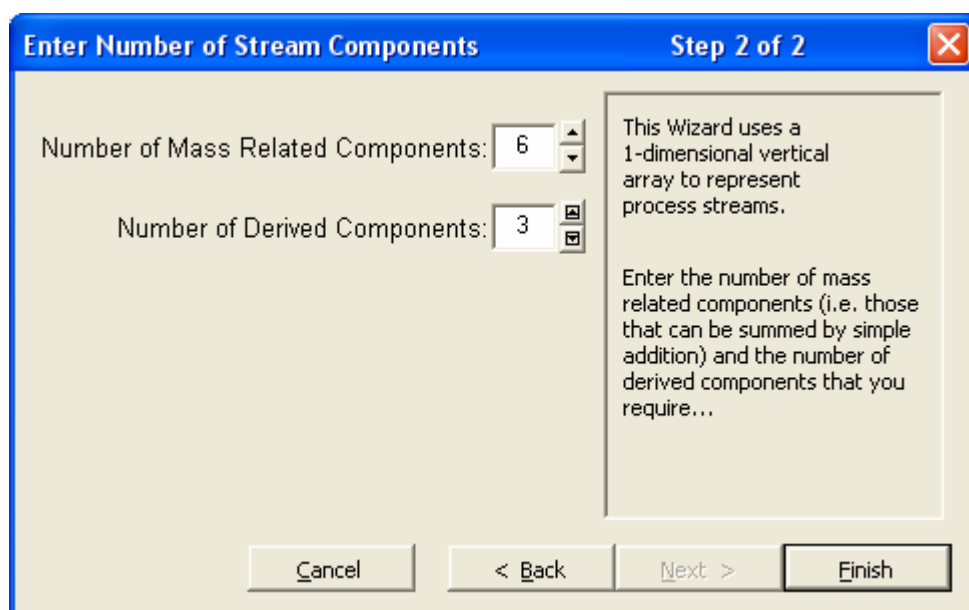 Enter Number of Stream Components Step 2 of 2
Number of Mass Related Components: 6
Number of Derived Components: 3
This Wizard uses a
1-dimensional vertical
array to represent
process streams.
Enter the number of mass
related components (i.e. those
that can be summed by simple
addition) and the number of
derived components that you
require...
Cancel < Back Next > Finish